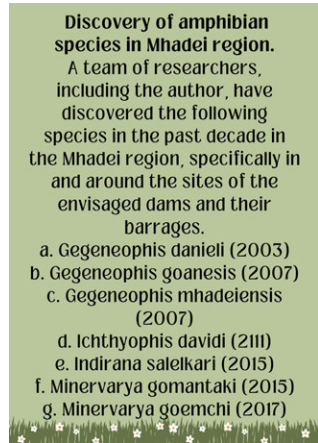 Discovery of amphibian
species in Mhadei region.
A team of researchers,
including the author, have
discovered the following
species in the past decade in
the Mhadei region, specifically in
and around the sites of the
envisaged dams and their
barrages.
a. Gegeneophis danieli (2003)
b. Gegeneophis goanesis (2007)
c. Gegeneophis mhadeiensis
(2007)
d. Ichthyophis davidi (2111)
e. Indirana salelkari (2015)
f. Minervarya gomantaki (2015)
g. Minervarya goemchi (2017)